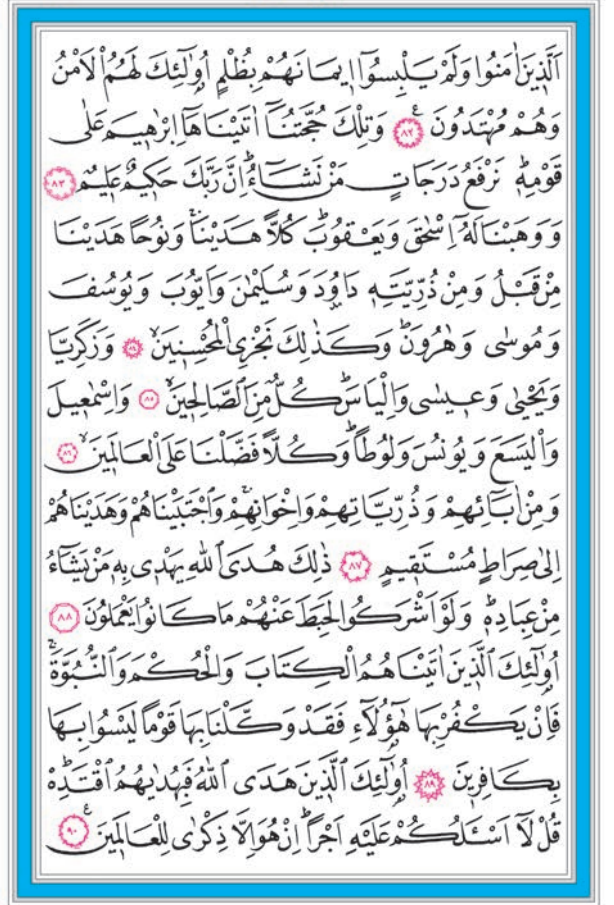 اَلَّذ۪ينَ اٰمَنُوا وَلَمْ يَلْبِسُٓوا ا۪يمَانَهُمْ بِظُلْمٍ اُو۬لٰٓئِكَ لَهُمُ الْاَمْنُ
وَهُمْ مُهْتَدُونَ۟ ﴿٨٢﴾ وَتِلْكَ حُجَّتُنَٓا اٰتَيْنَاهَٓا اِبْرٰه۪يمَ عَلٰى
قَوْمِه۪ۜ نَرْفَعُ دَرَجَاتٍ مَنْ نَشَٓاءُۜ اِنَّ رَبَّكَ حَك۪يمٌ عَل۪يمٌ ﴿٨٣﴾
وَوَهَبْنَا لَهُٓ اِسْحٰقَ وَيَعْقُوبَۜ كُلًّا هَدَيْنَاۚ وَنُوحًا هَدَيْنَا
مِنْ قَبْلُ وَمِنْ ذُرِّيَّتِه۪ دَاوُ۫دَ وَسُلَيْمٰنَ وَاَيُّوبَ وَيُوسُفَ
وَمُوسٰى وَهٰرُونَۜ وَكَذٰلِكَ نَجْزِي الْمُحْسِن۪ينَۙ ﴿٨٤﴾ وَزَكَرِيَّا
وَيَحْيٰى وَع۪يسٰى وَاِلْيَاسَۜ كُلٌّ مِنَ الصَّالِح۪ينَۙ ﴿٨٥﴾ وَاِسْمٰع۪يلَ
وَالْيَسَعَ وَيُونُسَ وَلُوطًاۜ وَكُلًّا فَضَّلْنَا عَلَى الْعَالَم۪ينَۙ ﴿٨٦﴾
وَمِنْ اٰبَٓائِهِمْ وَذُرِّيَّاتِهِمْ وَاِخْوَانِهِمْۚ وَاجْتَبَيْنَاهُمْ وَهَدَيْنَاهُمْ
اِلٰى صِرَاطٍ مُسْتَق۪يمٍ ﴿٨٧﴾ ذٰلِكَ هُدَى اللّٰهِ يَهْد۪ي بِه۪ مَنْ يَشَٓاءُ
مِنْ عِبَادِه۪ۜ وَلَوْ اَشْرَكُوا لَحَبِطَ عَنْهُمْ مَا كَانُوا يَعْمَلُونَ ﴿٨٨﴾
اُو۬لٰٓئِكَ الَّذ۪ينَ اٰتَيْنَاهُمُ الْكِتَابَ وَالْحُكْمَ وَالنُّبُوَّةَۚ
فَاِنْ يَكْفُرْ بِهَا هٰٓؤُ۬لَٓاءِ فَقَدْ وَكَّلْنَا بِهَا قَوْمًا لَيْسُوا بِهَا
بِكَافِر۪ينَ ﴿٨٩﴾ اُو۬لٰٓئِكَ الَّذ۪ينَ هَدَى اللّٰهُ فَبِهُدٰيهُمُ اقْتَدِهْۜ
قُلْ لَٓا اَسْـَٔلُكُمْ عَلَيْهِ اَجْرًاۜ اِنْ هُوَ اِلَّا ذِكْرٰى لِلْعَالَم۪ينَ۟ ﴿٩٠﴾